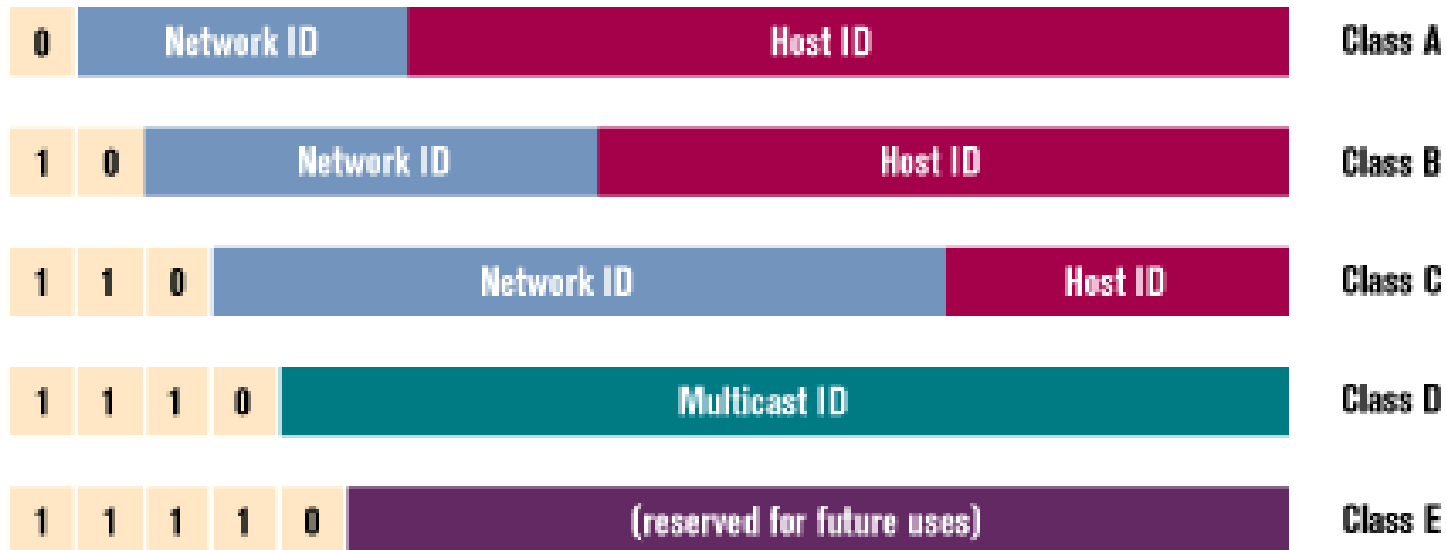 0 Network ID Host ID Class A
1 0 Network ID Host ID Class B
1 1 0 Network ID Host ID Class C
1 1 1 0 Multicast ID Class D
1 1 1 1 0 (reserved for future uses) Class E